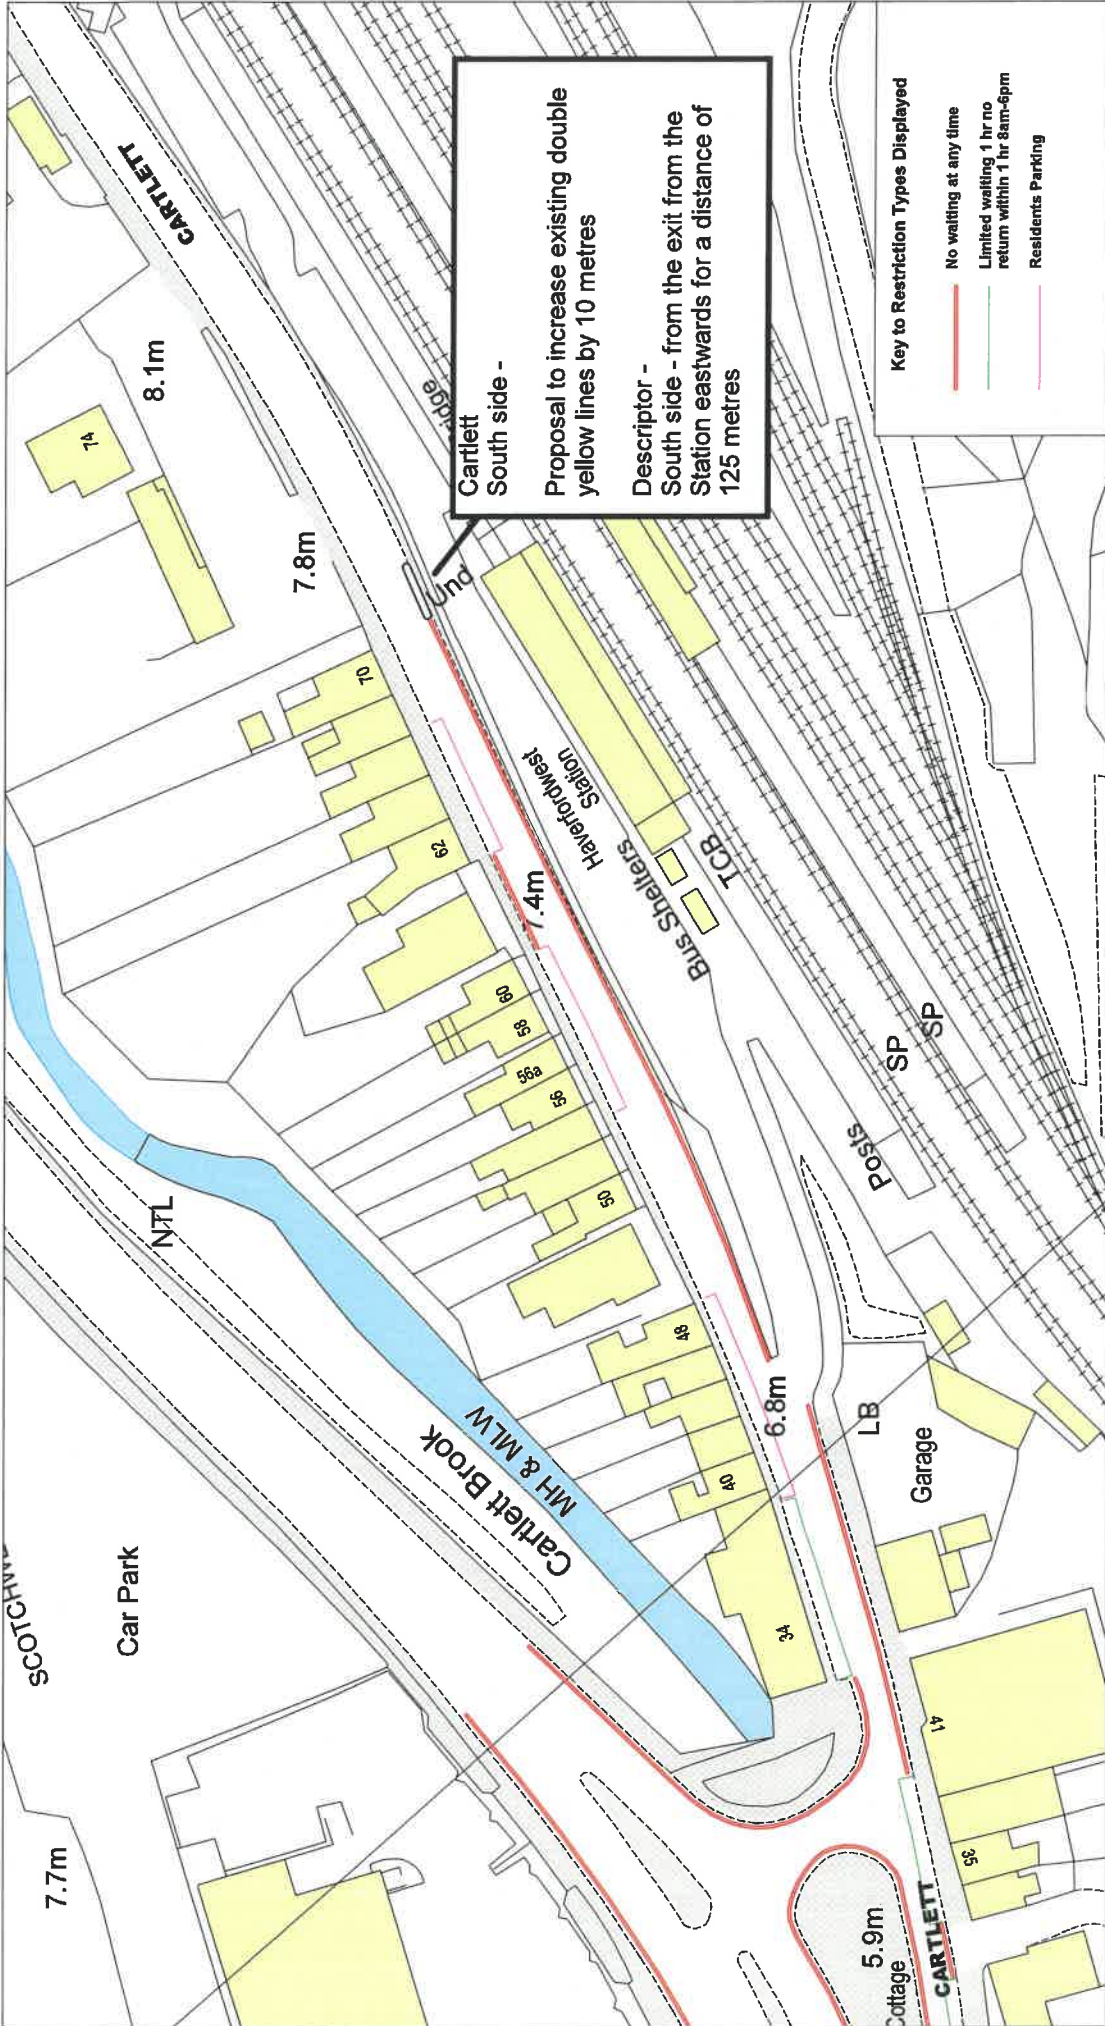 Cartlett
South side -
Proposal to increase existing double
yellow lines by 10 metres
Descriptor -
South side - from the exit from the
Station eastwards for a distance of
125 metres
Key to Restriction Types Displayed
No waiting at any time
Limited waiting 1 hr no
return within 1 hr 8am-6pm
Residents Parking
7.7m
Car Park
NTL
Cartlett Brook
MH & MLW
8.1m
CARTLETT
74
7.8m
70
62
7.4m
60
58
56a
56
50
48
40
34
6.8m
Und
Haverfordwest
Station
Bus Shelters
TCB
SP
SP
Posts
LB
Garage
41
35
CARTLETT
5.9m
Cottage